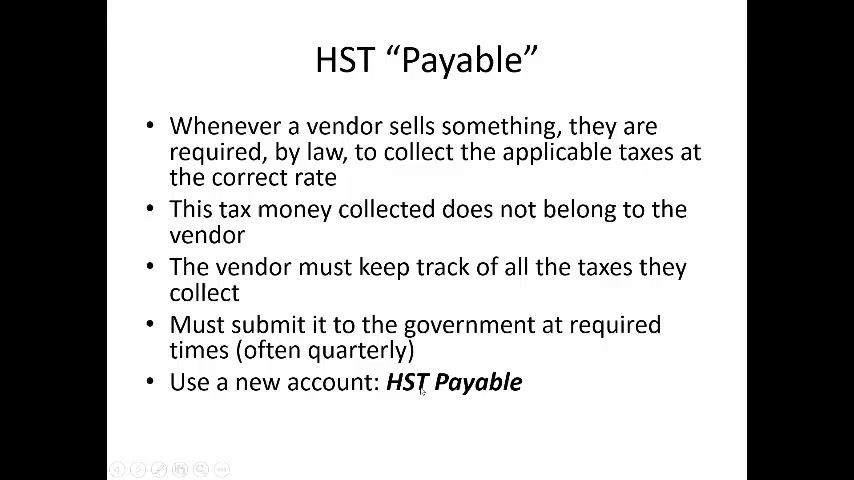 HST “Payable”
• Whenever a vendor sells something, they are
required, by law, to collect the applicable taxes at
the correct rate
• This tax money collected does not belong to the
vendor
• The vendor must keep track of all the taxes they
collect
• Must submit it to the government at required
times (often quarterly)
• Use a new account: HST Payable